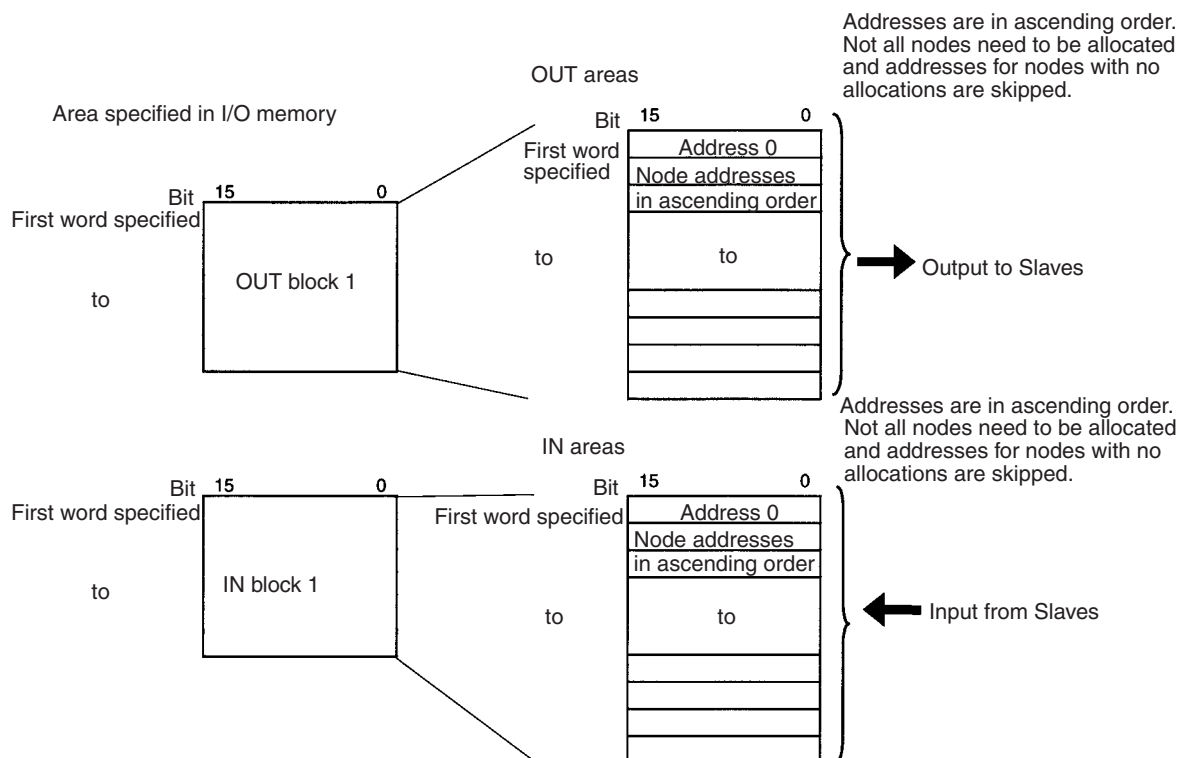 Addresses are in ascending order.
Not all nodes need to be allocated
and addresses for nodes with no
allocations are skipped.
OUT areas
Area specified in I/O memory
Bit 15 0
First word specified
Address 0
Node addresses
in ascending order
Bit 15 0
First word specified
to
OUT block 1
to
to
Output to Slaves
Addresses are in ascending order.
Not all nodes need to be allocated
and addresses for nodes with no
allocations are skipped.
IN areas
Bit 15 0
First word specified
Bit 15 0
First word specified
Address 0
Node addresses
in ascending order
to
IN block 1
to
to
Input from Slaves